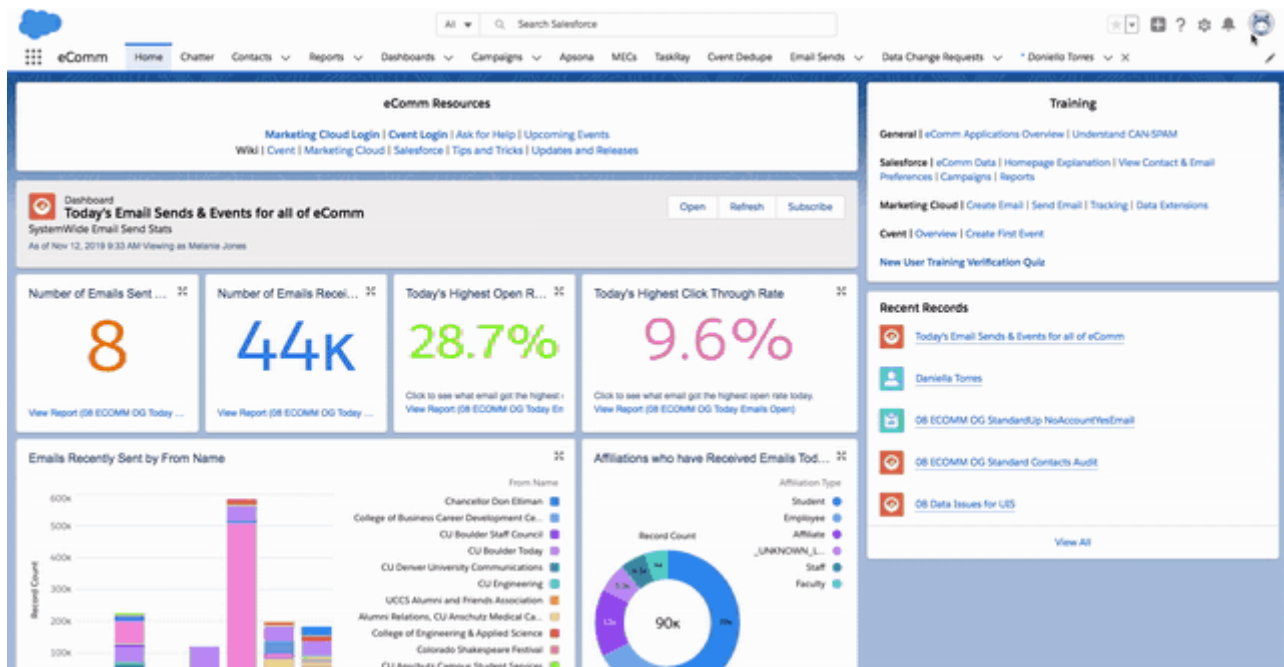 All
Search Salesforce
eComm Home Chatter Contacts Reports Dashboards Campaigns Apsona MECs TaskRay Cvent Dedupe Email Sends Data Change Requests * Doniello Torres
eComm Resources
Marketing Cloud Login | Cvent Login | Ask for Help | Upcoming Events
Wiki | Cvent | Marketing Cloud | Salesforce | Tips and Tricks | Updates and Releases
Dashboard
Today's Email Sends & Events for all of eComm
SystemWide Email Send Stats
As of Nov 12, 2019 9:33 AM·Viewing as Melanie Jones
Open Refresh Subscribe
Number of Emails Sent ...
8
View Report (08 ECOMM OG Today ...
Number of Emails Recei...
44K
View Report (08 ECOMM OG Today ...
Today's Highest Open R...
28.7%
Click to see what email got the highest
View Report (08 ECOMM OG Today Em
Today's Highest Click Through Rate
9.6%
Click to see what email got the highest open rate today.
View Report (08 ECOMM OG Today Emails Open)
Emails Recently Sent by From Name
Record Count
600k
500k
400k
300k
200k
100k
From Name
Chancellor Don Elliman
College of Business Career Development Ce...
CU Boulder Staff Council
CU Boulder Today
CU Denver University Communications
CU Engineering
UCCS Alumni and Friends Association
Alumni Relations, CU Anschutz Medical Ca...
College of Engineering & Applied Science
Colorado Shakespeare Festival
CU Anschutz Campus Student Services
Affiliations who have Received Emails Tod...
Affiliation Type
Student
Employee
Affiliate
_UNKNOWN_L...
Staff
Faculty
Record Count
90K
Training
General | eComm Applications Overview | Understand CAN-SPAM
Salesforce | eComm Data | Homepage Explanation | View Contact & Email
Preferences | Campaigns | Reports
Marketing Cloud | Create Email | Send Email | Tracking | Data Extensions
Cvent | Overview | Create First Event
New User Training Verification Quiz
Recent Records
Today's Email Sends & Events for all of eComm
Daniella Torres
08 ECOMM OG StandardUp NoAccountYesEmail
08 ECOMM OG Standard Contacts Audit
08 Data Issues for UIS
View All